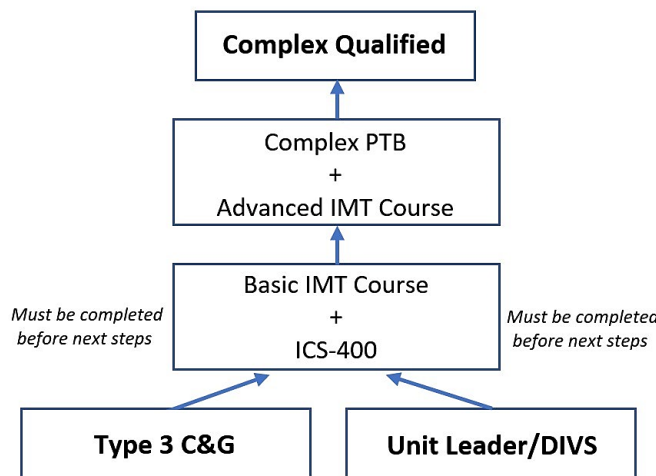 Complex Qualified
Complex PTB
+
Advanced IMT Course
Basic IMT Course
+
ICS-400
Must be completed
before next steps
Must be completed
before next steps
Type 3 C&G
Unit Leader/DIVS